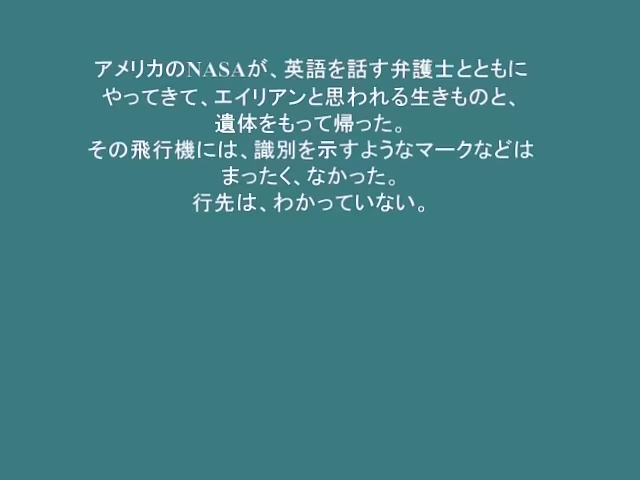 アメリカのNASAが、英語を話す弁護士とともに
やってきて、エイリアンと思われる生きものと、
遺体をもって帰った。
その飛行機には、識別を示すようなマークなどは
まったく、なかった。
行先は、わかっていない。